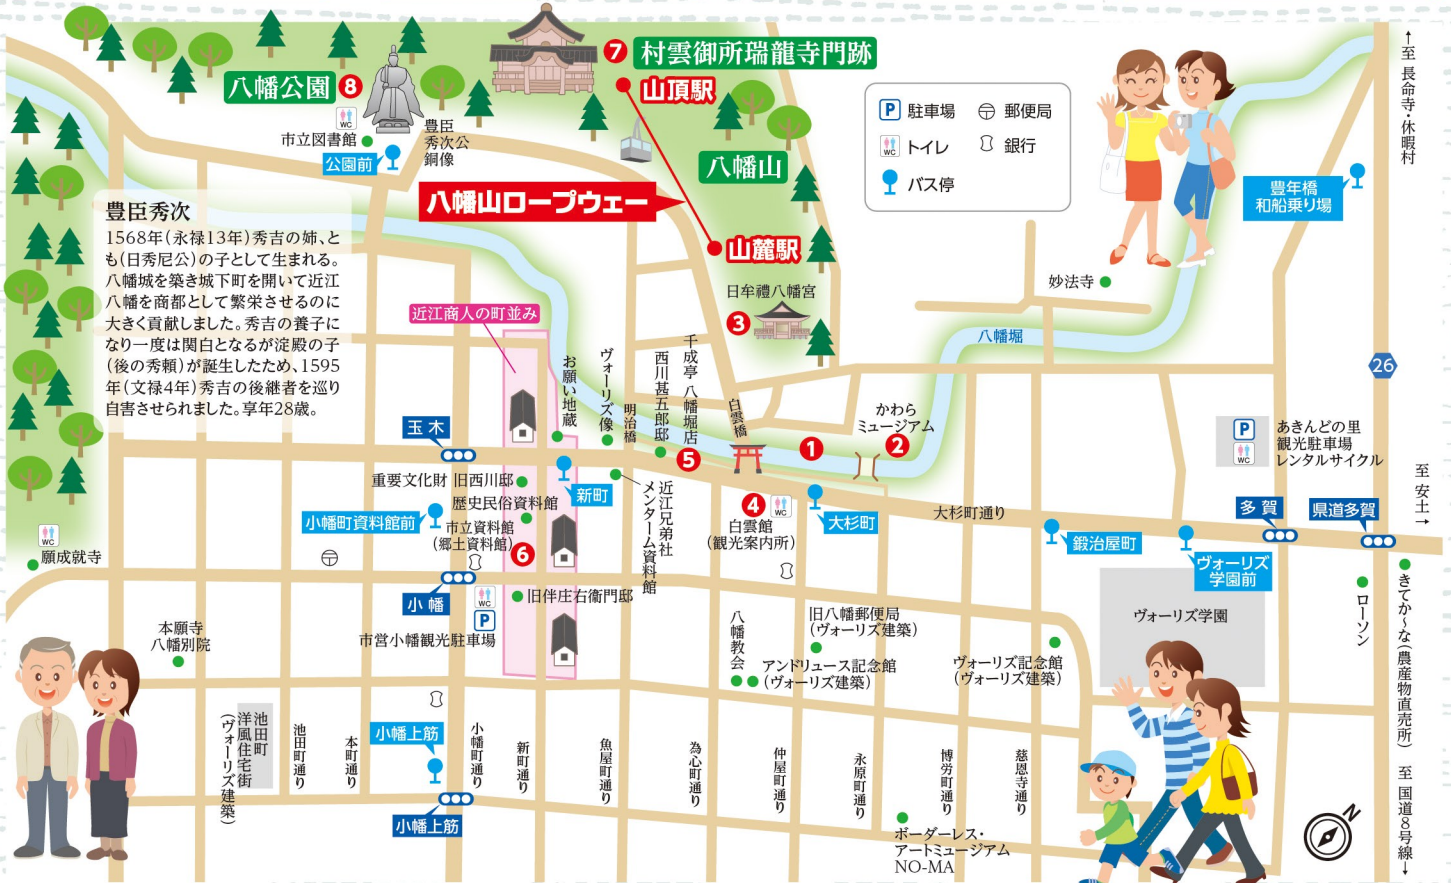 ⑦ 村雲御所瑞龍寺門跡
山頂駅
八幡公園 ⑧
WC
市立図書館
豊臣
秀次公
銅像
公園前
八幡山
八幡山ロープウェー
山麓駅
P 駐車場
郵便局
WC トイレ
銀行
バス停
↑至 長命寺・休暇村
豊年橋
和船乗り場
豊臣秀次
1568年(永禄13年)秀吉の姉、と
も(日秀尼公)の子として生まれる。
八幡城を築き城下町を開いて近江
八幡を商都として繁栄させるのに
大きく貢献しました。秀吉の養子に
なり一度は関白となるが淀殿の子
(後の秀頼)が誕生したため、1595
年(文禄4年)秀吉の後継者を巡り
自害させられました。享年28歳。
妙法寺
日牟禮八幡宮
③
八幡堀
26
近江商人の町並み
お願い地蔵
ヴォーリズ像
明治橋
西川甚五郎邸
千成亭 八幡堀店
白雲橋
かわら
ミュージアム
①
②
⑤
玉木
重要文化財 旧西川邸
新町
歴史民俗資料館
小幡町資料館前
市立資料館
(郷土資料館)
⑥
近江兄弟社
メンターム資料館
④ WC
白雲館
(観光案内所)
大杉町
大杉町通り
鍛治屋町
ヴォーリズ
学園前
P
WC
あきんどの里
観光駐車場
レンタルサイクル
多賀
県道多賀
至 安土→
WC
願成就寺
小幡
WC
P
旧伴庄右衛門邸
市営小幡観光駐車場
本願寺
八幡別院
八幡教会
旧八幡郵便局
(ヴォーリズ建築)
アンドリュース記念館
(ヴォーリズ建築)
ヴォーリズ記念館
(ヴォーリズ建築)
ヴォーリズ学園
ローソン
きてか〜な(農産物直売所)
至 国道8号線→
池田町
洋風住宅街
(ヴォーリズ建築)
池田町通り
本町通り
小幡上筋
小幡町通り
新町通り
魚屋町通り
為心町通り
仲屋町通り
永原町通り
博労町通り
慈恩寺通り
小幡上筋
ボーダーレス・
アートミュージアム
NO-MA
N